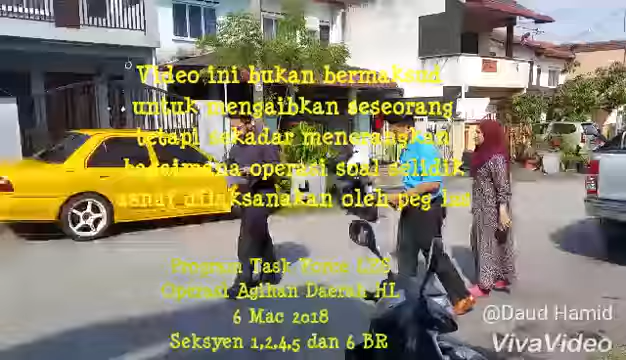 Video ini bukan bermaksud
untuk mengaibkan seseorang
tetapi sekadar menerangkan
bagaimana operasi soal selidik
sanat dilaksanakan oleh peg
Program Task Force LZS
Operasi Agihan Daerah HL
6 Mac 2018
Seksyen 1,2,4,5 dan 6 BR
@Daud Hamid
VivaVideo